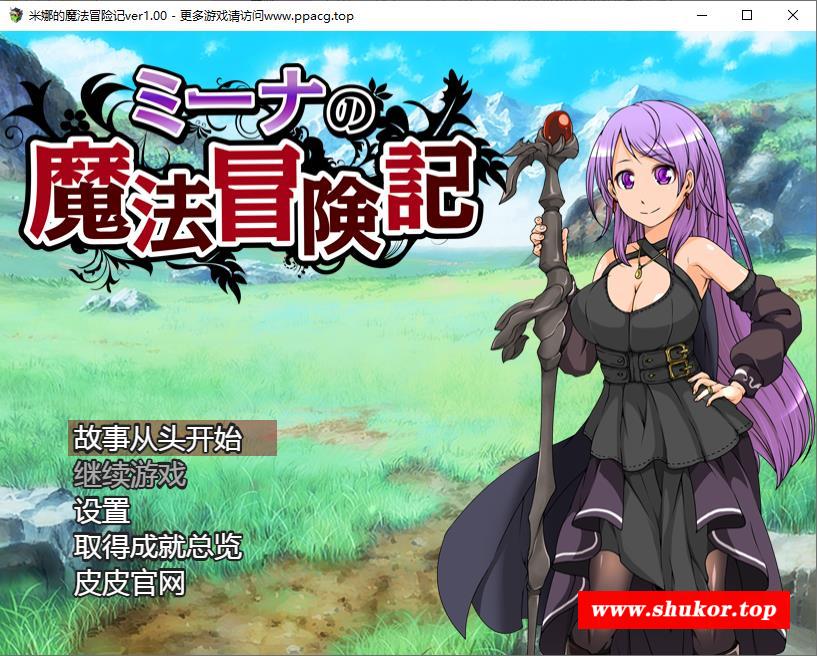 米娜的魔法冒险记ver1.00 - 更多游戏请访问www.ppacg.top
ミーナの
魔法冒険記
故事从头开始
继续游戏
设置
取得成就总览
皮皮官网
www.shukor.top